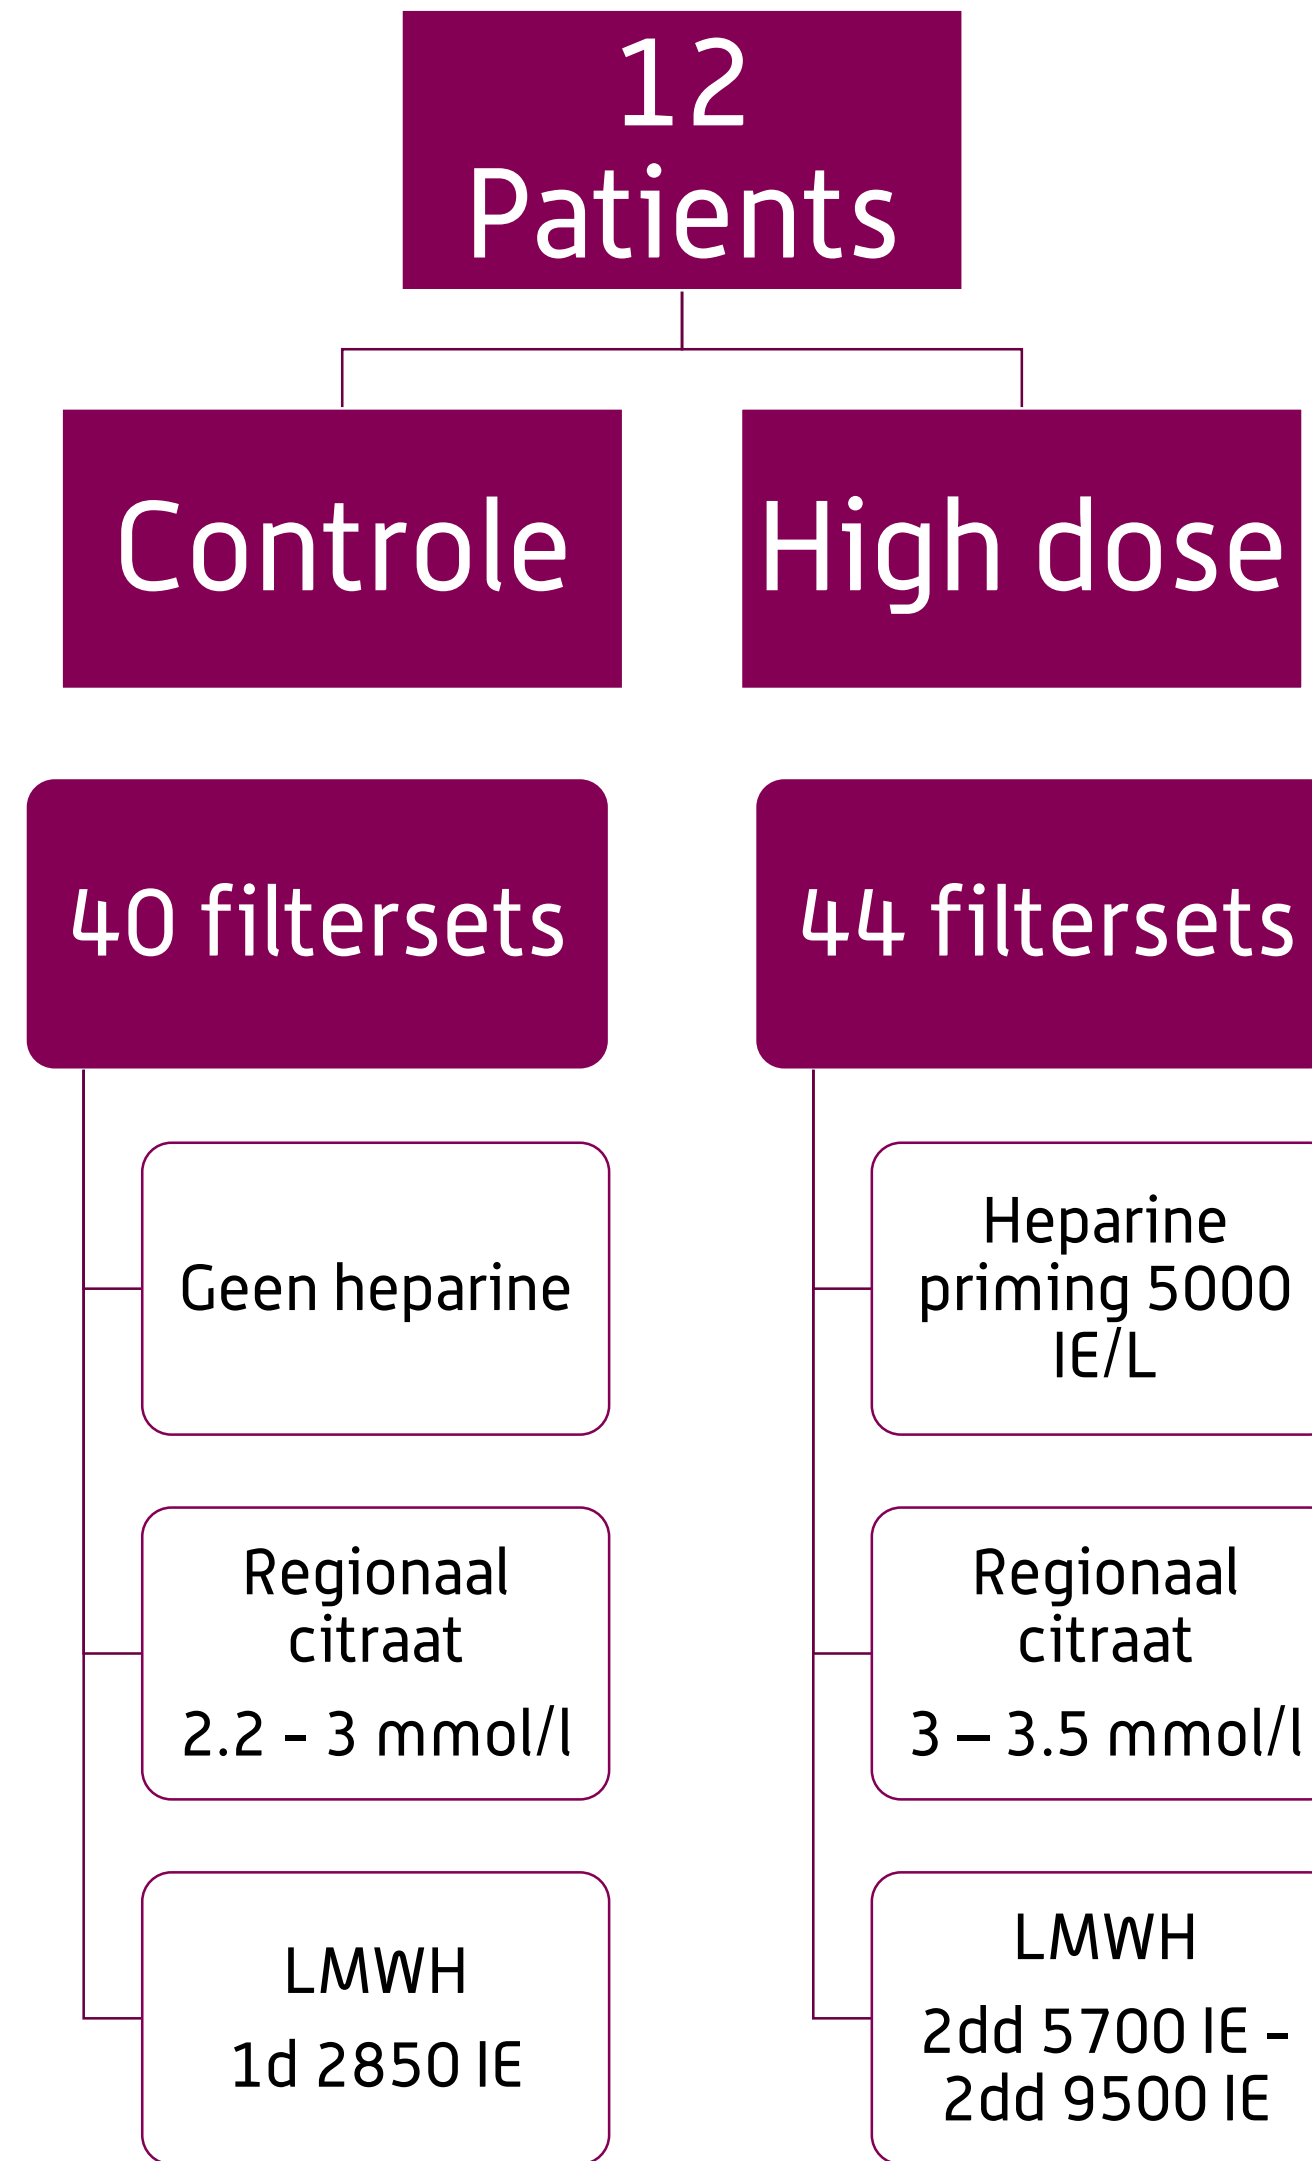 12
Patients
Controle
High dose
40 filtersets
44 filtersets
Geen heparine
Heparine
priming 5000
IE/L
Regionaal
citraat
2.2 - 3 mmol/l
Regionaal
citraat
3 – 3.5 mmol/l
LMWH
1d 2850 IE
LMWH
2dd 5700 IE -
2dd 9500 IE